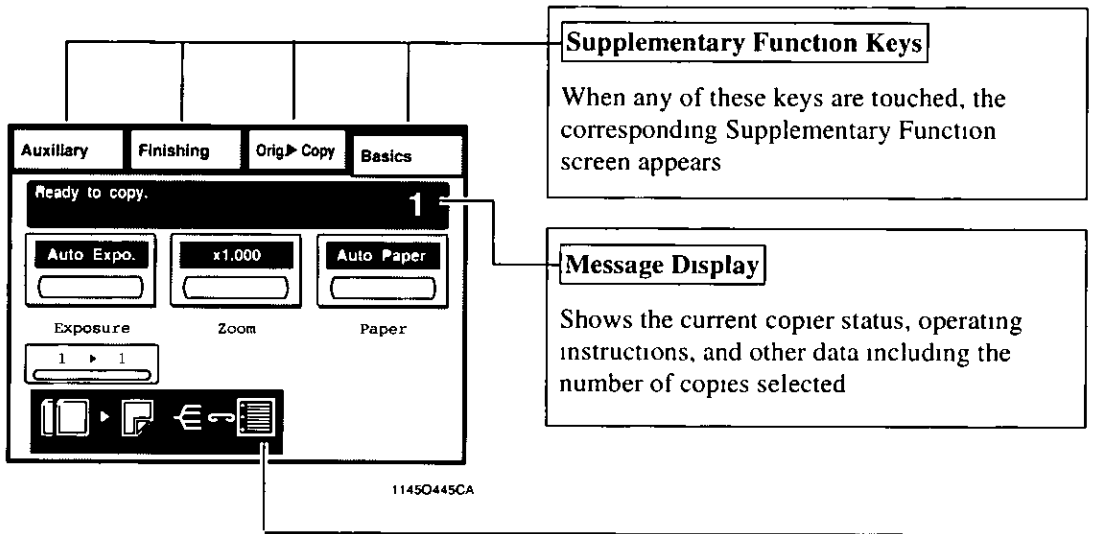 Supplementary Function Keys
When any of these keys are touched, the
corresponding Supplementary Function
screen appears
Auxiliary Finishing Orig.▶ Copy Basics
Ready to copy.
1
Auto Expo. x1.000 Auto Paper
Exposure Zoom Paper
1 ▶ 1
Message Display
Shows the current copier status, operating
instructions, and other data including the
number of copies selected
1145O445CA